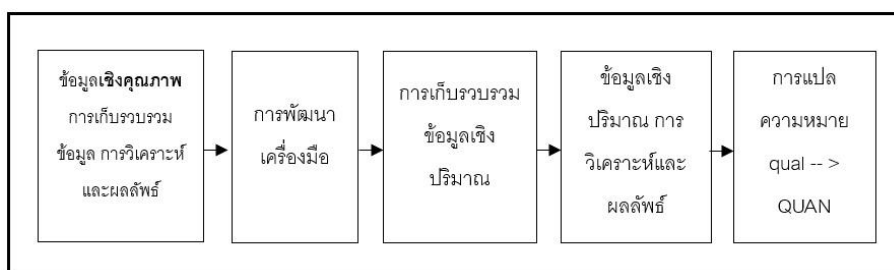 ข้อมูลเชิงคุณภาพ
การเก็บรวบรวม
ข้อมูล การวิเคราะห์
และผลลัพธ์
การพัฒนา
เครื่องมือ
การเก็บรวบรวม
ข้อมูลเชิง
ปริมาณ
ข้อมูลเชิง
ปริมาณ การ
วิเคราะห์และ
ผลลัพธ์
การแปล
ความหมาย
qual -- >
QUAN